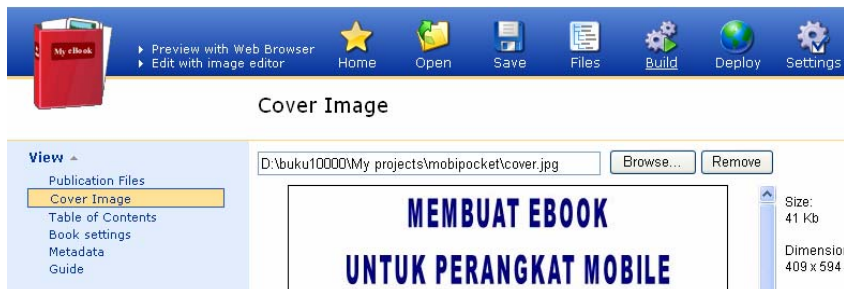 My eBook
Preview with Web Browser
Edit with image editor
Home
Open
Save
Files
Build
Deploy
Settings
Cover Image
View
Publication Files
Cover Image
Table of Contents
Book settings
Metadata
Guide
D:\buku10000\My projects\mobipocket\cover.jpg
Browse...
Remove
MEMBUAT EBOOK
UNTUK PERANGKAT MOBILE
Size:
41 Kb
Dimensio
409 x 594